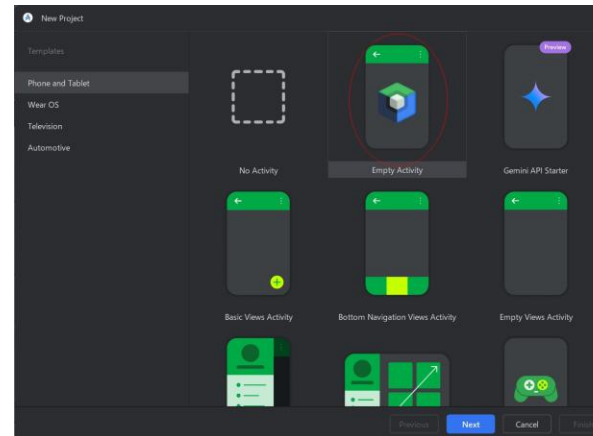 New Project
Templates
Phone and Tablet
Wear OS
Television
Automotive
Preview
No Activity
Empty Activity
Gemini API Starter
Basic Views Activity
Bottom Navigation Views Activity
Empty Views Activity
Previous
Next
Cancel